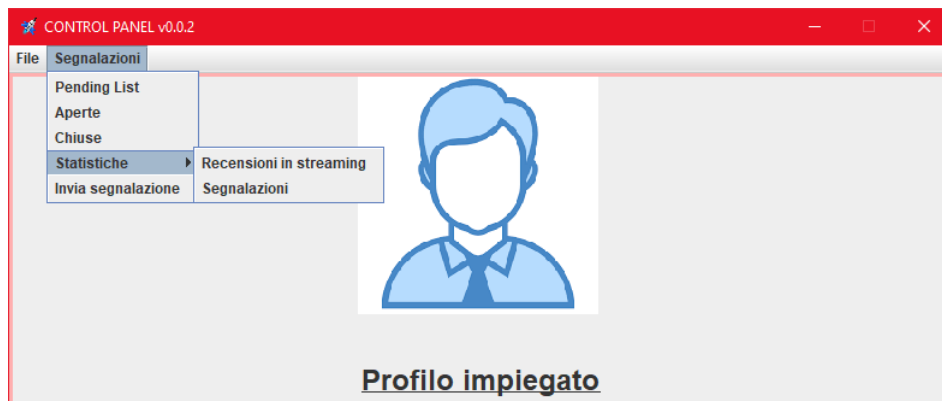 CONTROL PANEL v0.0.2
File Segnalazioni
Pending List
Aperte
Chiuse
Statistiche Recensioni in streaming
Invia segnalazione Segnalazioni
Profilo impiegato